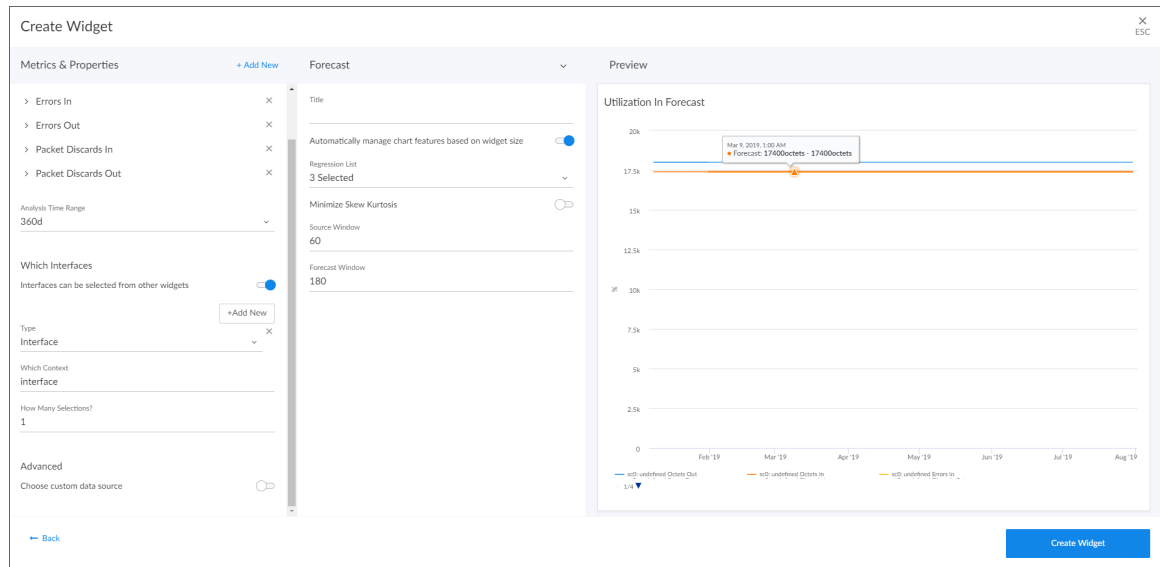 Create Widget
× ESC
Metrics & Properties
+ Add New
Forecast
Preview
> Errors In ×
> Errors Out ×
> Packet Discards In ×
> Packet Discards Out ×
Analysis Time Range
360d
Which Interfaces
Interfaces can be selected from other widgets
+Add New
Type
Interface
×
Which Context
interface
How Many Selections?
1
Advanced
Choose custom data source
Title
Automatically manage chart features based on widget size
Regression List
3 Selected
Minimize Skew Kurtosis
Source Window
60
Forecast Window
180
Utilization In Forecast
20k
Mar 9, 2019, 1:00 AM
Forecast: 17400octets - 17400octets
17.5k
15k
12.5k
%
10k
7.5k
5k
2.5k
0
Feb '19 Mar '19 Apr '19 May '19 Jun '19 Jul '19 Aug '19
sc0: undefined Octets Out sc0: undefined Octets In sc0: undefined Errors In
1/4 ▼
← Back
Create Widget